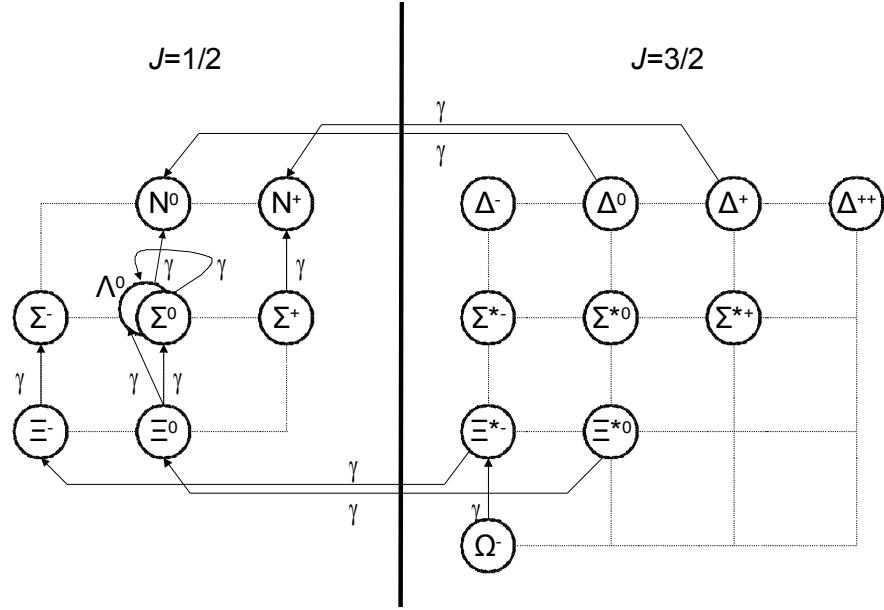 J=1/2
J=3/2
γ
γ
N⁰
N⁺
Δ⁻
Δ⁰
Δ⁺
Δ⁺⁺
γ
γ
γ
Λ⁰
Σ⁻
Σ⁰
Σ⁺
Σ*⁻
Σ*⁰
Σ*⁺
γ
γ
γ
Ξ⁻
Ξ⁰
Ξ*⁻
Ξ*⁰
γ
γ
γ
Ω⁻